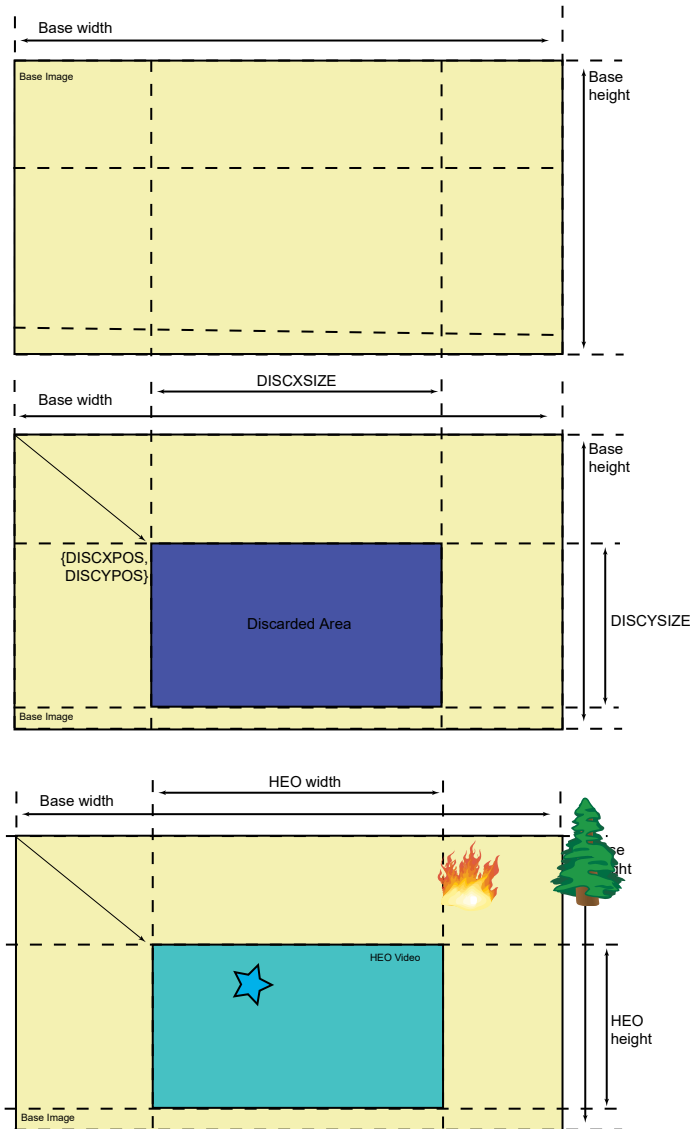 Base width
Base Image
Base
height
DISCXSIZE
Base width
Base
height
{DISCXPOS,
DISCYPOS}
Discarded Area
DISCYSIZE
Base Image
HEO width
Base width
HEO Video
HEO
height
Base Image